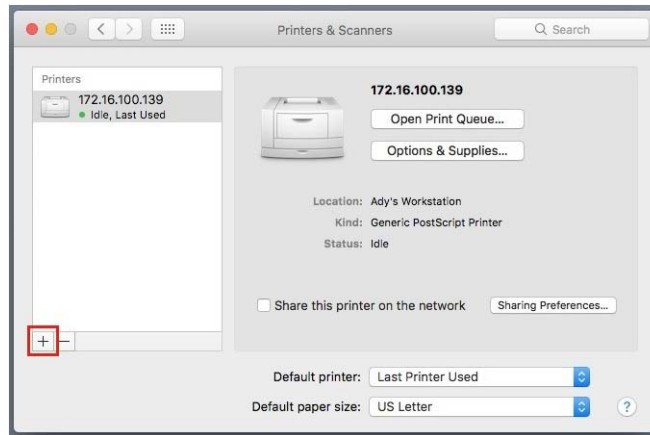 Printers & Scanners
Search
Printers
172.16.100.139
Idle, Last Used
+ −
172.16.100.139
Open Print Queue...
Options & Supplies...
Location: Ady's Workstation
Kind: Generic PostScript Printer
Status: Idle
Share this printer on the network
Sharing Preferences...
Default printer: Last Printer Used
Default paper size: US Letter
?